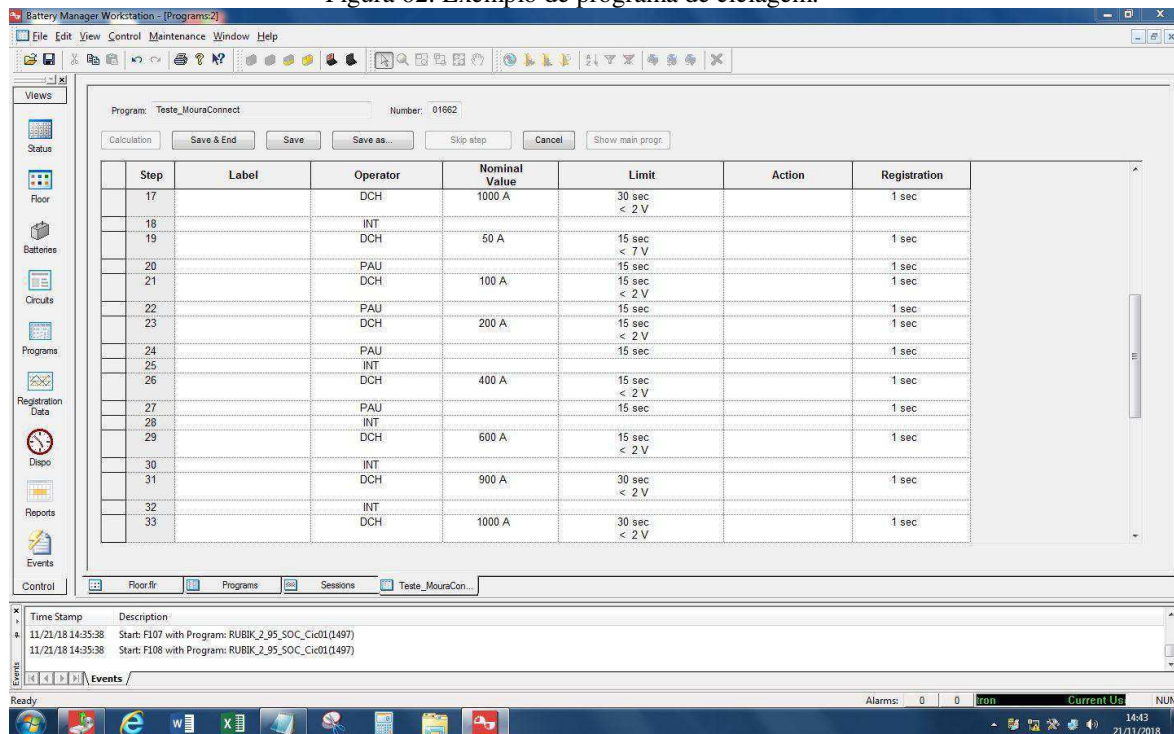 Figura 62: Exemplo de programa de ciclagem.
Battery Manager Workstation - [Programs:2]
File Edit View Control Maintenance Window Help
Views
Program: Teste_MouraConnect Number: 01662
Calculation Save & End Save Save as... Skip step Cancel Show main progr.
Status
Floor
Batteries
Circuits
Programs
Registration Data
Dispo
Reports
Events
Control
Step Label Operator Nominal Value Limit Action Registration
17 DCH 1000 A 30 sec 1 sec
< 2 V
18 INT
19 DCH 50 A 15 sec 1 sec
< 7 V
20 PAU 15 sec 1 sec
21 DCH 100 A 15 sec 1 sec
< 2 V
22 PAU 15 sec 1 sec
23 DCH 200 A 15 sec 1 sec
< 2 V
24 PAU 15 sec 1 sec
25 INT
26 DCH 400 A 15 sec 1 sec
< 2 V
27 PAU 15 sec 1 sec
28 INT
29 DCH 600 A 15 sec 1 sec
< 2 V
30 INT
31 DCH 900 A 30 sec 1 sec
< 2 V
32 INT
33 DCH 1000 A 30 sec 1 sec
< 2 V
Floor.flr Programs Sessions Teste_MouraCon...
Time Stamp Description
11/21/18 14:35:38 Start: F107 with Program: RUBIK_2_95_SOC_Cic01(1497)
11/21/18 14:35:38 Start: F108 with Program: RUBIK_2_95_SOC_Cic01(1497)
Events
Events
Ready Alarms: 0 0 tron Current Us NUM
14:43
21/11/2018